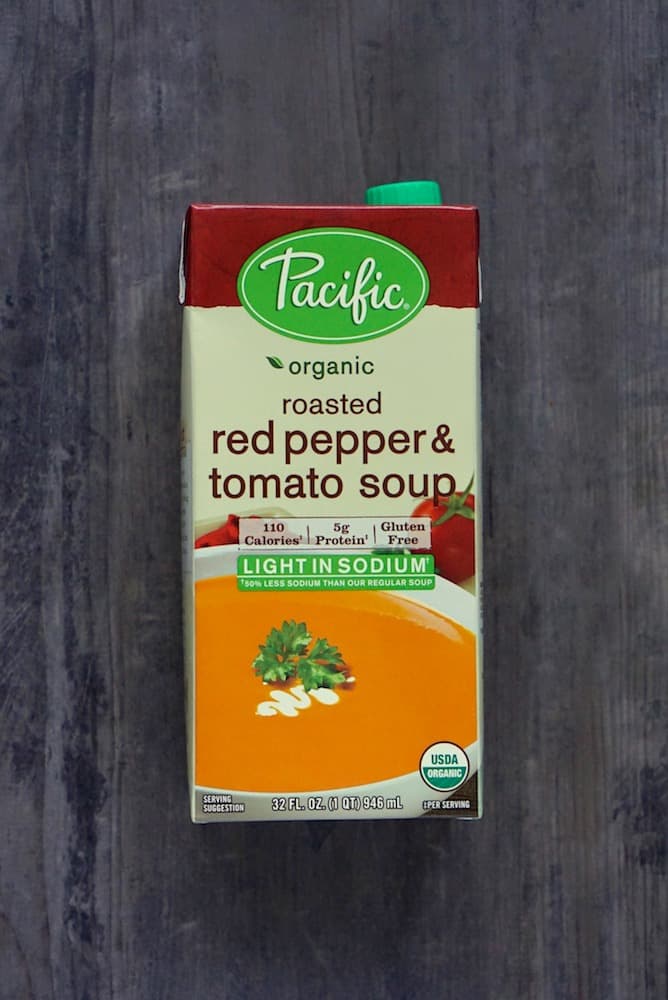 Pacific®
organic
roasted
red pepper &
tomato soup
110 Calories‡ | 5g Protein‡ | Gluten Free
LIGHT IN SODIUM†
†50% LESS SODIUM THAN OUR REGULAR SOUP
USDA
ORGANIC
SERVING
SUGGESTION
32 FL. OZ. (1 QT) 946 mL
‡PER SERVING